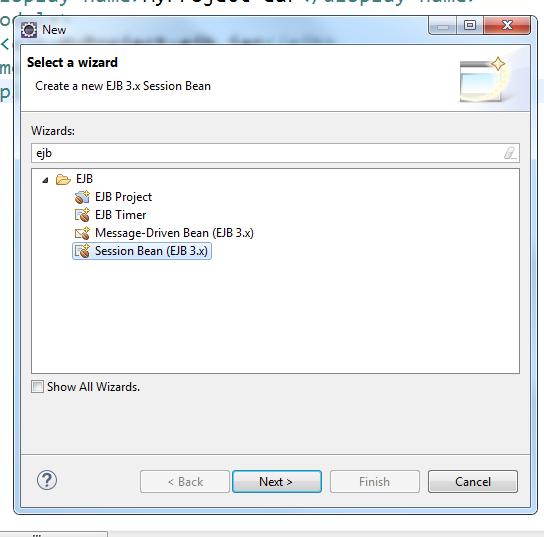 New
Select a wizard
Create a new EJB 3.x Session Bean
Wizards:
ejb
EJB
EJB Project
EJB Timer
Message-Driven Bean (EJB 3.x)
Session Bean (EJB 3.x)
Show All Wizards.
?
< Back
Next >
Finish
Cancel